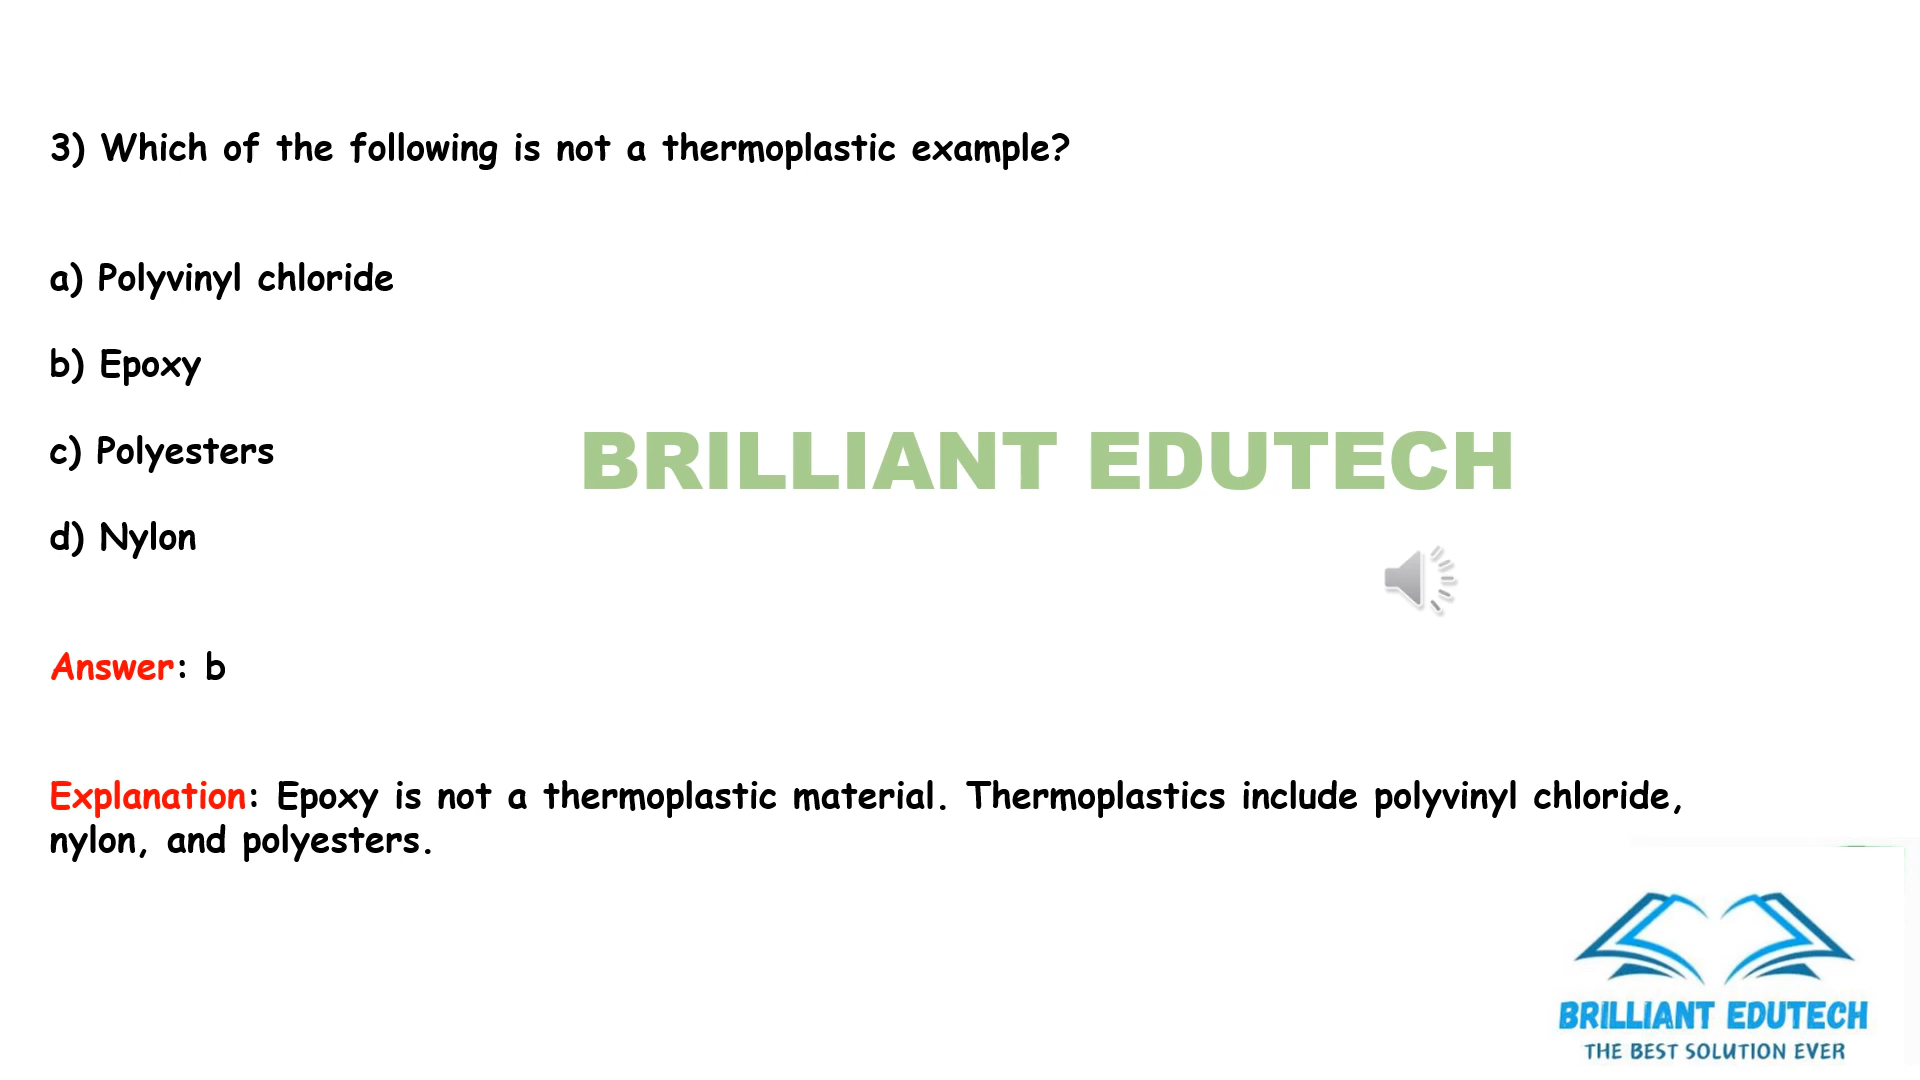 3) Which of the following is not a thermoplastic example?
a) Polyvinyl chloride
b) Epoxy
c) Polyesters
d) Nylon
BRILLIANT EDUTECH
Answer: b
Explanation: Epoxy is not a thermoplastic material. Thermoplastics include polyvinyl chloride,
nylon, and polyesters.
BRILLIANT EDUTECH
THE BEST SOLUTION EVER